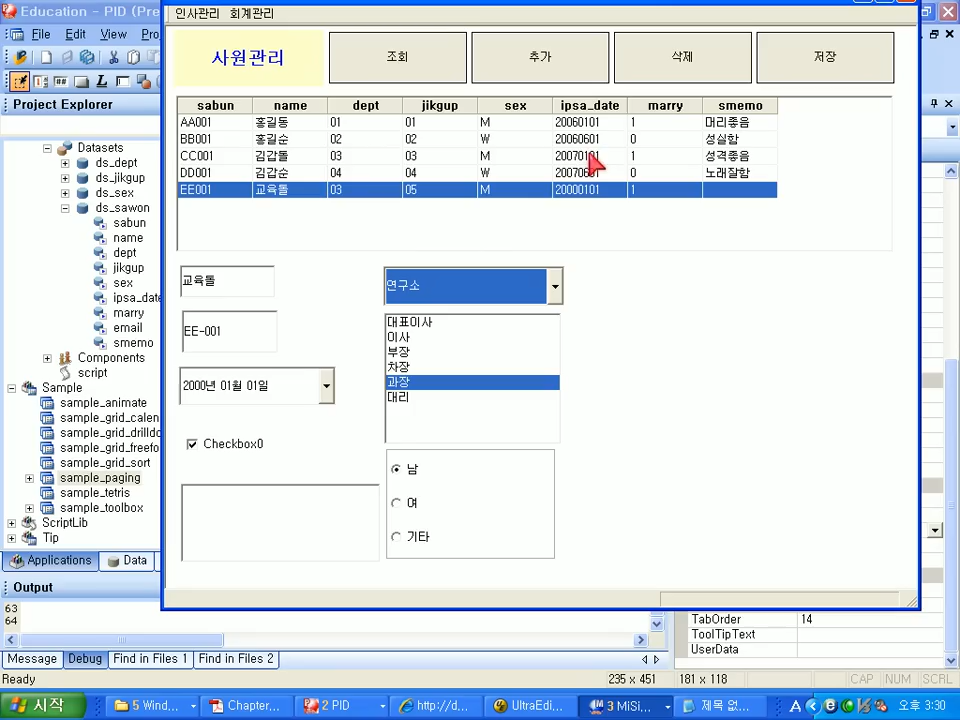 Education - PID (Pre
File Edit View Pro
Project Explorer
Datasets
ds_dept
ds_jikgup
ds_sex
ds_sawon
sabun
name
dept
jikgup
sex
ipsa_date
marry
email
smemo
Components
script
Sample
sample_animate
sample_grid_calen
sample_grid_drilldo
sample_grid_freefo
sample_grid_sort
sample_paging
sample_tetris
sample_toolbox
ScriptLib
Tip
Applications Data
인사관리 회계관리
사원관리 조회 추가 삭제 저장
sabun name dept jikgup sex ipsa_date marry smemo
AA001 홍길동 01 01 M 20060101 1 머리좋음
BB001 홍길순 02 02 W 20060601 0 성실함
CC001 김갑돌 03 03 M 20070101 1 성격좋음
DD001 김갑순 04 04 W 0 노래잘함
EE001 교육돌 03 05 M 20000101 1
교육돌
EE-001
2000년 01월 01일
Checkbox0
연구소
대표이사
이사
부장
차장
과장
대리
남
여
기타
Output
63
64
Message Debug Find in Files 1 Find in Files 2
TabOrder 14
ToolTipText
UserData
Ready 235 x 451 181 x 118 CAP NUM SCRL
시작 5 Wind... Chapter... 2 PID http://d... UltraEdi... 3 MiSi... 제목 없... A 오후 3:30